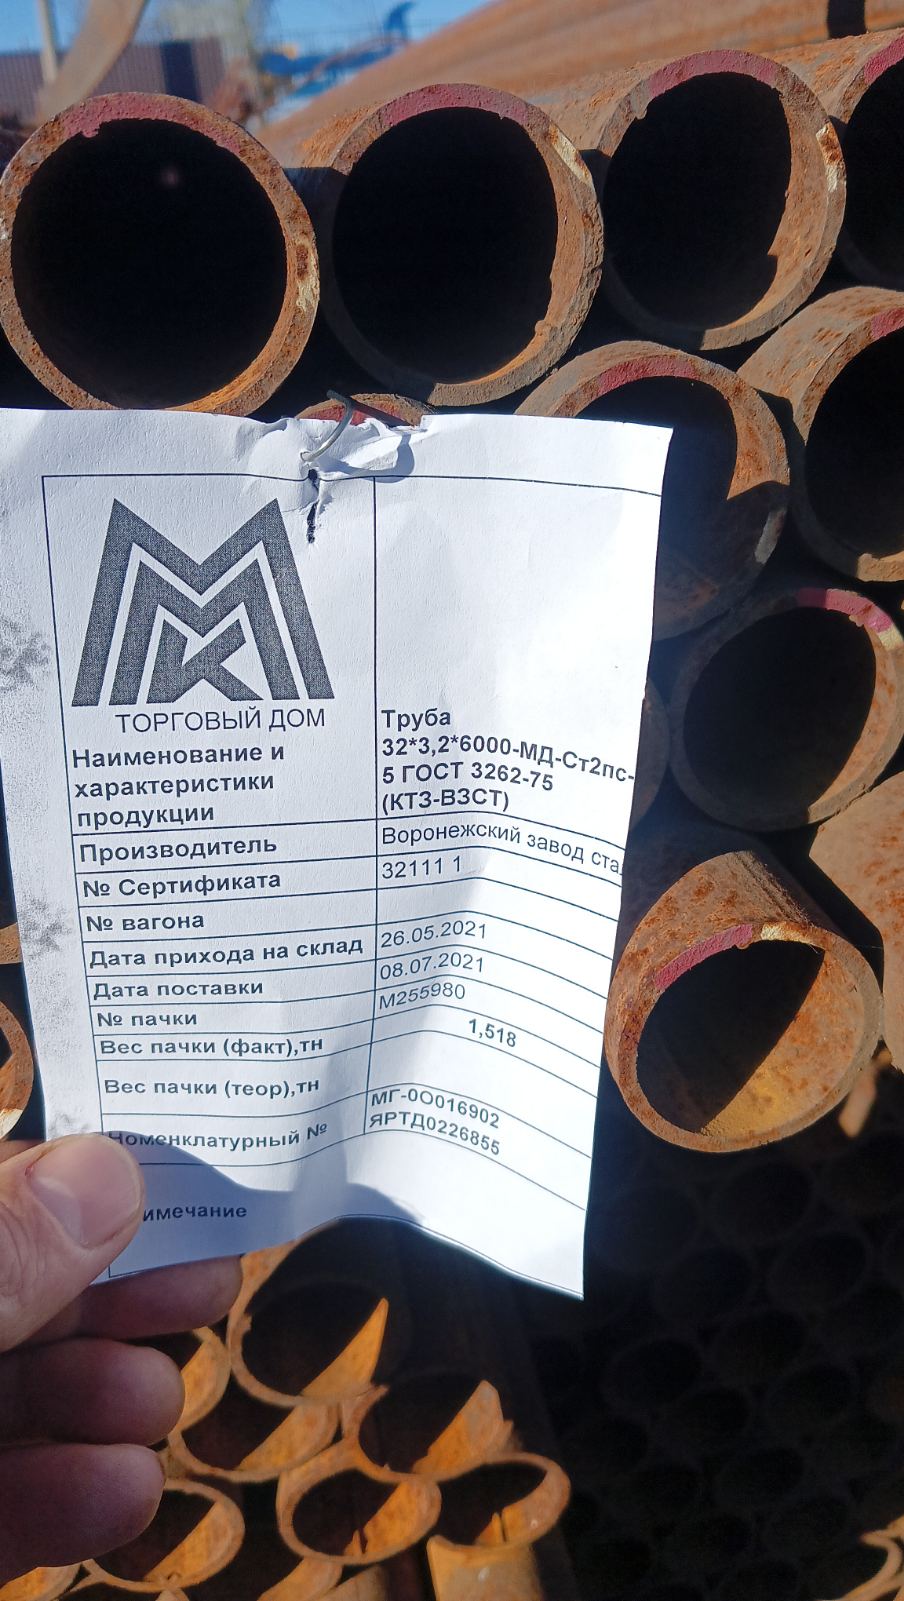 ММК
ТОРГОВЫЙ ДОМ
Наименование и
характеристики
продукции
Труба
32*3,2*6000-МД-Ст2пс-
5 ГОСТ 3262-75
(КТЗ-ВЗСТ)
Производитель
Воронежский завод ста
№ Сертификата
32111 1
№ вагона
Дата прихода на склад
26.05.2021
Дата поставки
08.07.2021
№ пачки
М255980
Вес пачки (факт),тн
1,518
Вес пачки (теор),тн
Номенклатурный №
МГ-0О016902
ЯРТД0226855
имечание